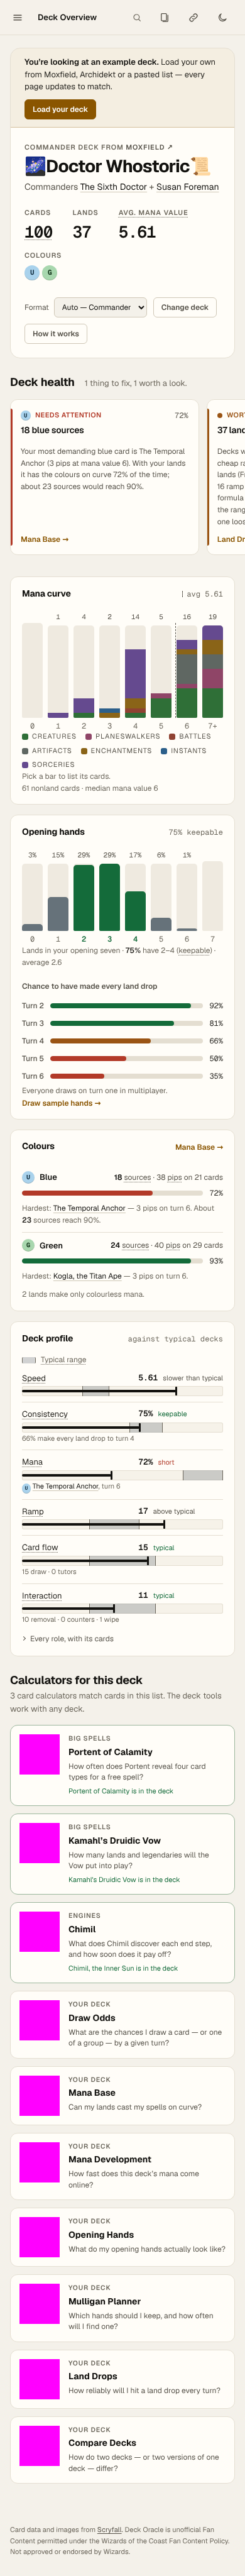 Deck Overview
You're looking at an example deck. Load your own
from Moxfield, Archidekt or a pasted list — every
page updates to match.
Load your deck
COMMANDER DECK FROM MOXFIELD ↗
🌌Doctor Whostoric📜
Commanders The Sixth Doctor + Susan Foreman
CARDS LANDS AVG. MANA VALUE
100 37 5.61
COLOURS
U G
Format Auto — Commander Change deck
How it works
Deck health 1 thing to fix, 1 worth a look.
U NEEDS ATTENTION 72%
18 blue sources
Your most demanding blue card is The Temporal
Anchor (3 pips at mana value 6). With your lands
it has the colours on curve 72% of the time;
about 23 sources would reach 90%.
Mana Base →
WOR
37 land
Decks w
cheap ra
lands (Fr
16 ramp
formula
the rang
one loos
Land Dr
Mana curve | avg 5.61
1 4 2 14 5 16 19
0 1 2 3 4 5 6 7+
CREATURES PLANESWALKERS BATTLES
ARTIFACTS ENCHANTMENTS INSTANTS
SORCERIES
Pick a bar to list its cards.
61 nonland cards · median mana value 6
Opening hands 75% keepable
3% 15% 29% 29% 17% 6% 1%
0 1 2 3 4 5 6 7
Lands in your opening seven · 75% have 2–4 (keepable) ·
average 2.6
Chance to have made every land drop
Turn 2 92%
Turn 3 81%
Turn 4 66%
Turn 5 50%
Turn 6 35%
Everyone draws on turn one in multiplayer.
Draw sample hands →
Colours Mana Base →
U Blue 18 sources · 38 pips on 21 cards
72%
Hardest: The Temporal Anchor — 3 pips on turn 6. About
23 sources reach 90%.
G Green 24 sources · 40 pips on 29 cards
93%
Hardest: Kogla, the Titan Ape — 3 pips on turn 6.
2 lands make only colourless mana.
Deck profile against typical decks
Typical range
Speed 5.61 slower than typical
Consistency 75% keepable
66% make every land drop to turn 4
Mana 72% short
U The Temporal Anchor, turn 6
Ramp 17 above typical
Card flow 15 typical
15 draw · 0 tutors
Interaction 11 typical
10 removal · 0 counters · 1 wipe
› Every role, with its cards
Calculators for this deck
3 card calculators match cards in this list. The deck tools
work with any deck.
BIG SPELLS
Portent of Calamity
How often does Portent reveal four card
types for a free spell?
Portent of Calamity is in the deck
BIG SPELLS
Kamahl's Druidic Vow
How many lands and legendaries will the
Vow put into play?
Kamahl's Druidic Vow is in the deck
ENGINES
Chimil
What does Chimil discover each end step,
and how soon does it pay off?
Chimil, the Inner Sun is in the deck
YOUR DECK
Draw Odds
What are the chances I draw a card — or one
of a group — by a given turn?
YOUR DECK
Mana Base
Can my lands cast my spells on curve?
YOUR DECK
Mana Development
How fast does this deck's mana come
online?
YOUR DECK
Opening Hands
What do my opening hands actually look like?
YOUR DECK
Mulligan Planner
Which hands should I keep, and how often
will I find one?
YOUR DECK
Land Drops
How reliably will I hit a land drop every turn?
YOUR DECK
Compare Decks
How do two decks — or two versions of one
deck — differ?
Card data and images from Scryfall. Deck Oracle is unofficial Fan
Content permitted under the Wizards of the Coast Fan Content Policy.
Not approved or endorsed by Wizards.